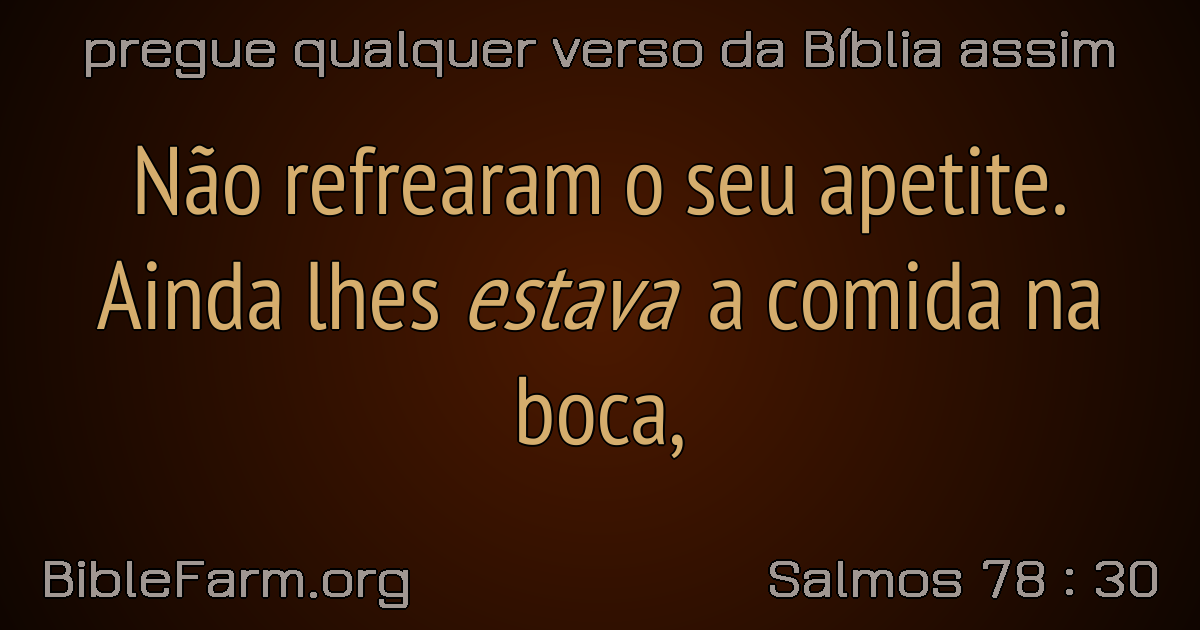 pregue qualquer verso da Bíblia assim
Não refrearam o seu apetite.
Ainda lhes estava a comida na
boca,
BibleFarm.org
Salmos 78 : 30